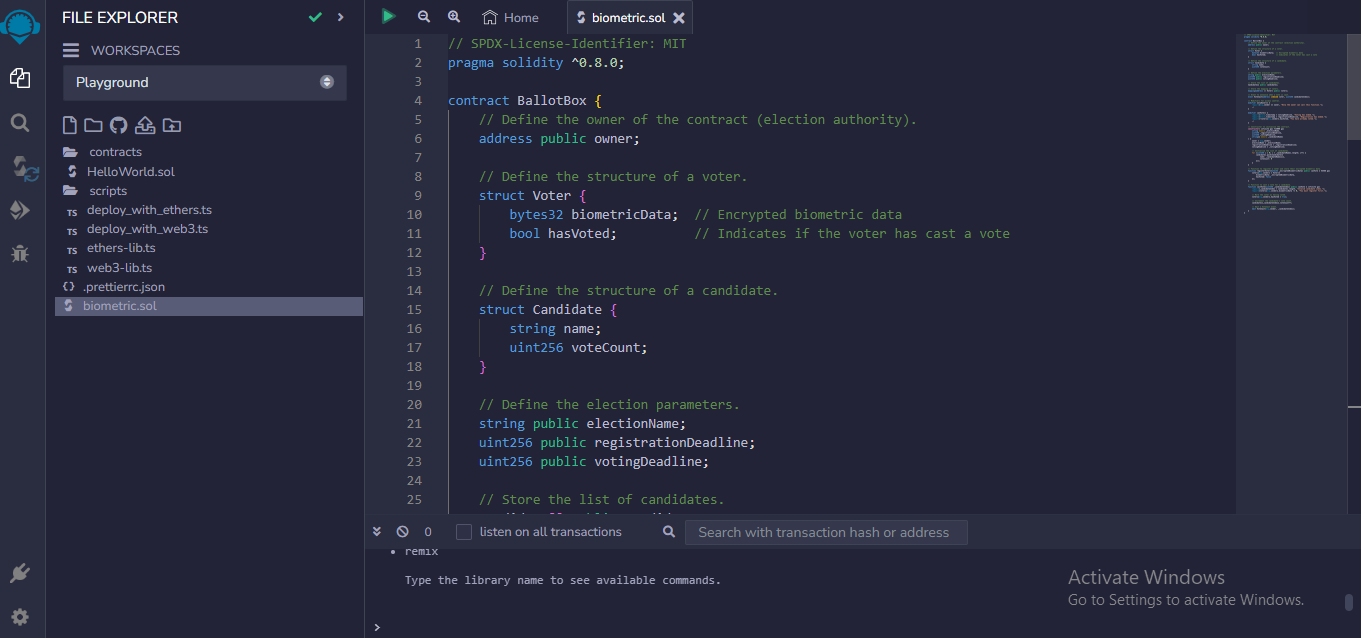 FILE EXPLORER
WORKSPACES
Playground
contracts
HelloWorld.sol
scripts
TS deploy_with_ethers.ts
TS deploy_with_web3.ts
TS ethers-lib.ts
TS web3-lib.ts
{} .prettierrc.json
biometric.sol
Home
biometric.sol
1 // SPDX-License-Identifier: MIT
2 pragma solidity ^0.8.0;
3
4 contract BallotBox {
5 // Define the owner of the contract (election authority).
6 address public owner;
7
8 // Define the structure of a voter.
9 struct Voter {
10 bytes32 biometricData; // Encrypted biometric data
11 bool hasVoted; // Indicates if the voter has cast a vote
12 }
13
14 // Define the structure of a candidate.
15 struct Candidate {
16 string name;
17 uint256 voteCount;
18 }
19
20 // Define the election parameters.
21 string public electionName;
22 uint256 public registrationDeadline;
23 uint256 public votingDeadline;
24
25 // Store the list of candidates.
0 listen on all transactions Search with transaction hash or address
• remix
Type the library name to see available commands.
>
Activate Windows
Go to Settings to activate Windows.